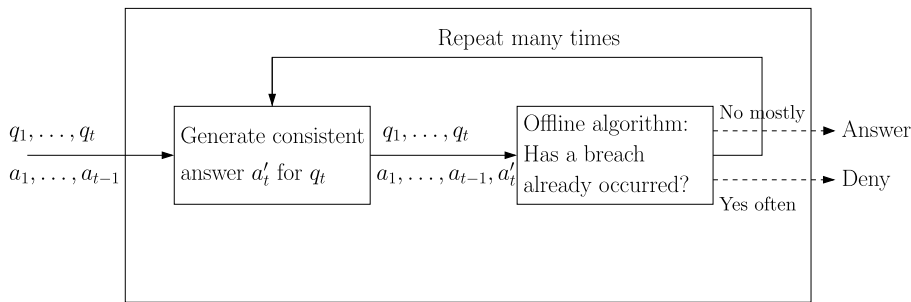 Repeat many times
q₁, . . . , qₜ
a₁, . . . , aₜ₋₁
Generate consistent
answer a′ₜ for qₜ
q₁, . . . , qₜ
a₁, . . . , aₜ₋₁, a′ₜ
Offline algorithm:
Has a breach
already occurred?
No mostly
Answer
Yes often
Deny